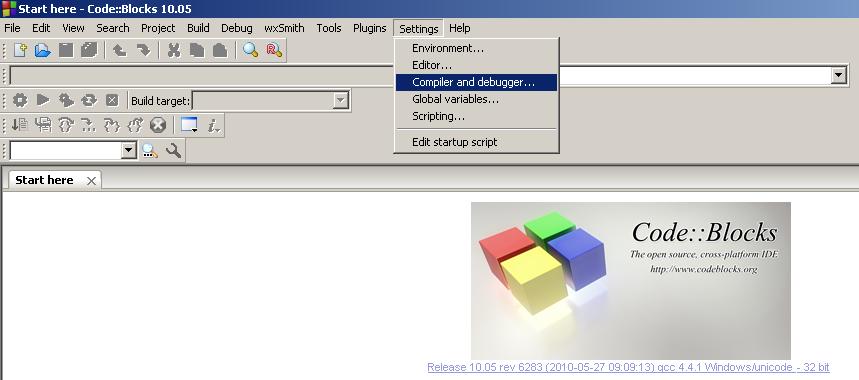 Start here - Code::Blocks 10.05
File Edit View Search Project Build Debug wxSmith Tools Plugins Settings Help
Environment...
Editor...
Compiler and debugger...
Global variables...
Scripting...
Edit startup script
Build target:
Start here
Code::Blocks
The open source, cross-platform IDE
http://www.codeblocks.org
Release 10.05 rev 6283 (2010-05-27 09:09:13) gcc 4.4.1 Windows/unicode - 32 bit